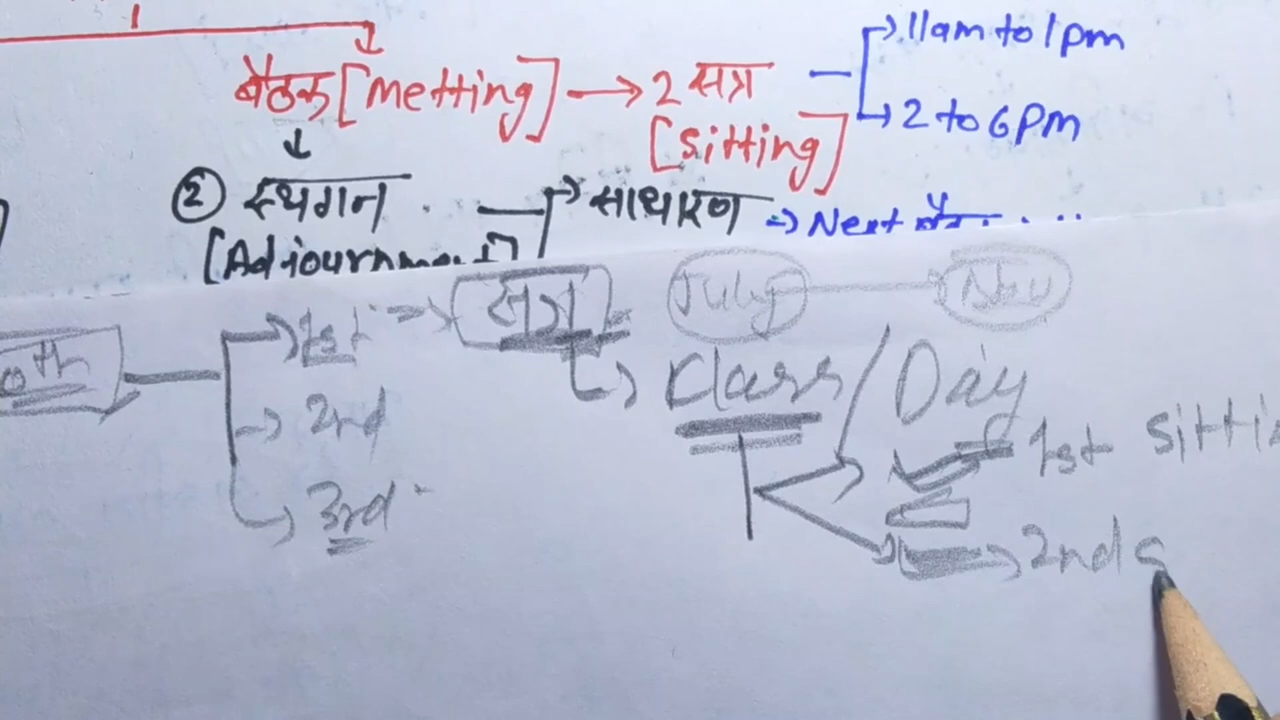 बैठक [Metting] → 2 सत्र
[Sitting]
11am to 1pm
2 to 6pm
② स्थगन
[Adjournment]
साधारण → Next
oth
1st → सत्र
2nd
3rd
July
Class / Day
1st sitti
2nd s